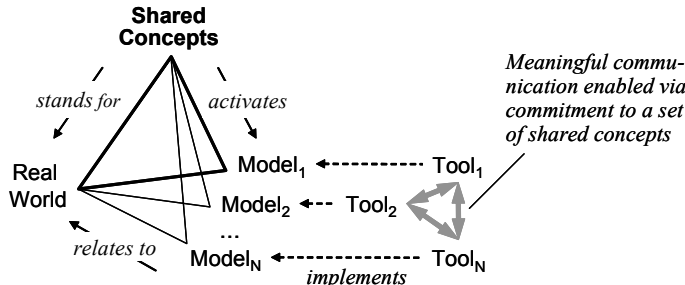 Shared
Concepts
stands for
activates
Meaningful commu-
nication enabled via
commitment to a set
of shared concepts
Real
World
Model₁
Tool₁
Model₂
Tool₂
...
relates to
Modelₙ
implements
Toolₙ